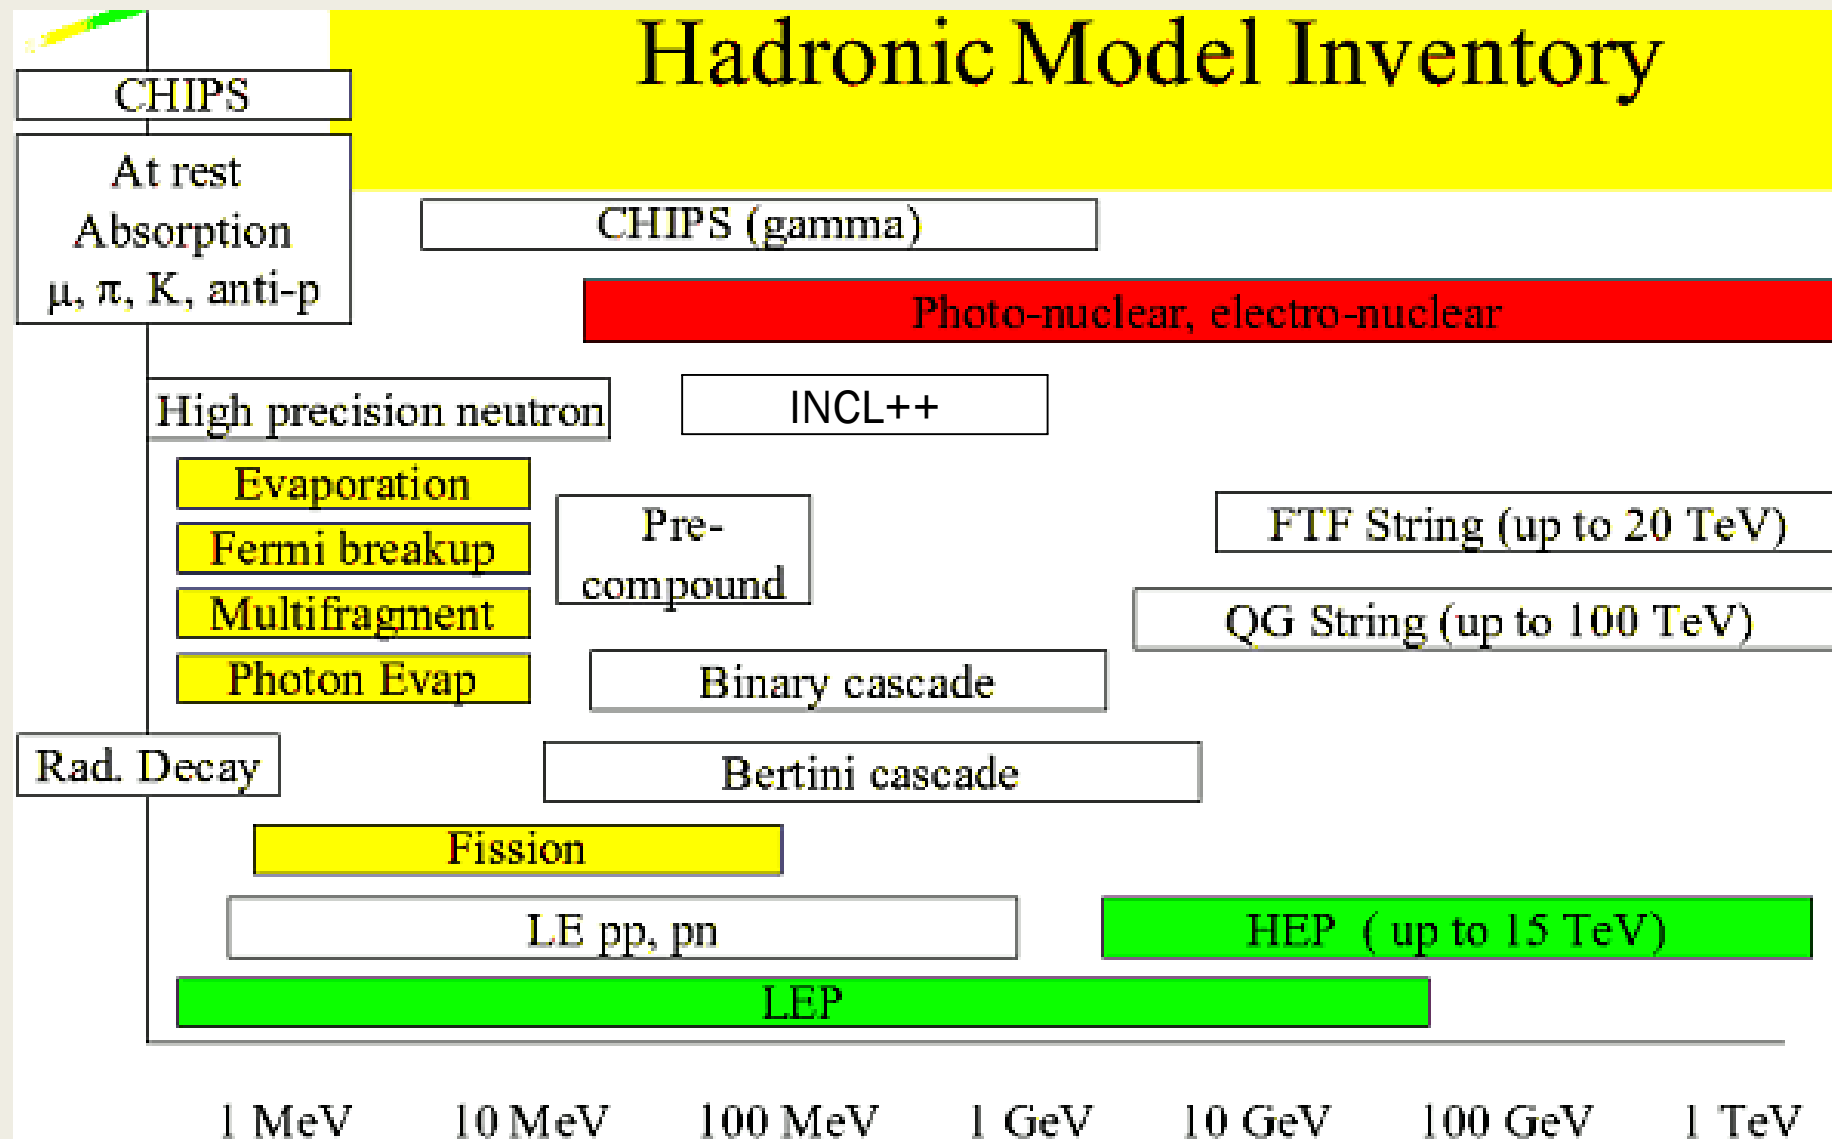 Hadronic Model Inventory
CHIPS
At rest
Absorption
μ, π, K, anti-p
CHIPS (gamma)
Photo-nuclear, electro-nuclear
High precision neutron
INCL++
Evaporation
Fermi breakup
Multifragment
Photon Evap
Pre-
compound
FTF String (up to 20 TeV)
QG String (up to 100 TeV)
Binary cascade
Rad. Decay
Bertini cascade
Fission
LE pp, pn
HEP ( up to 15 TeV)
LEP
1 MeV 10 MeV 100 MeV 1 GeV 10 GeV 100 GeV 1 TeV